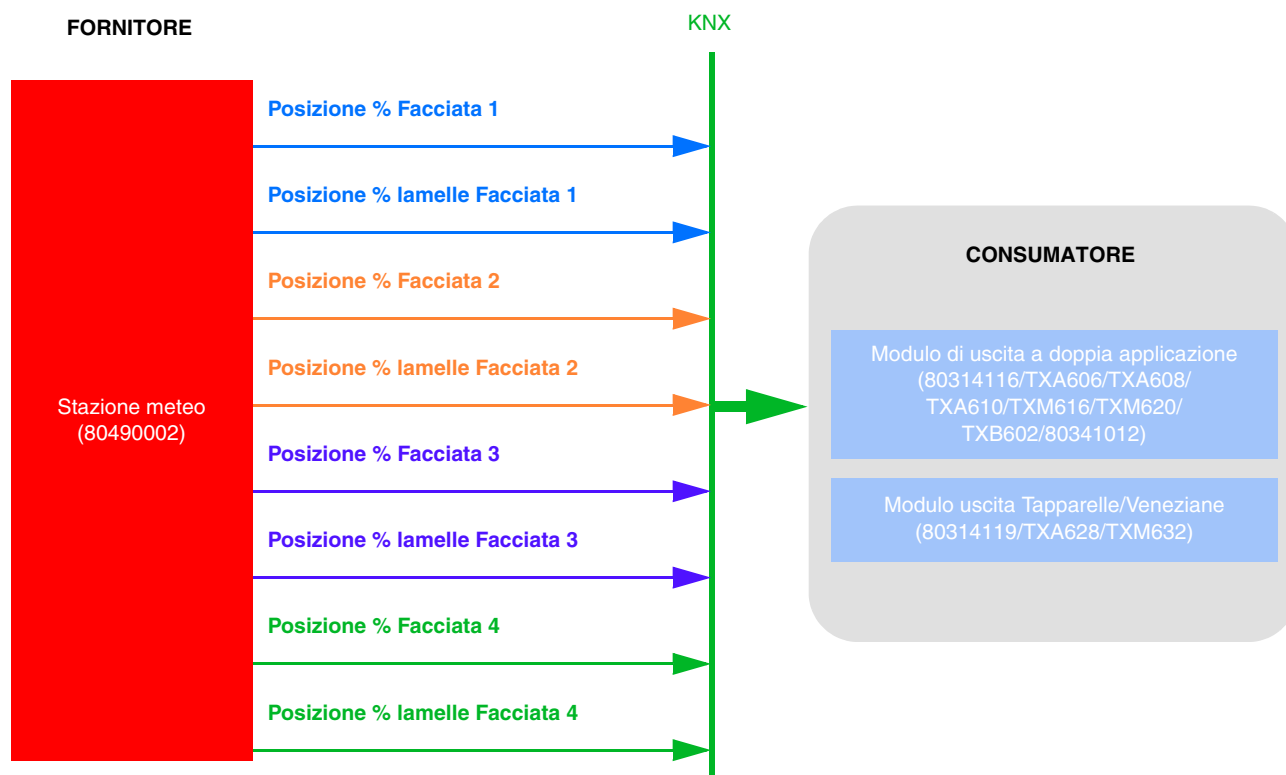 FORNITORE
KNX
Posizione % Facciata 1
Posizione % lamelle Facciata 1
Posizione % Facciata 2
Posizione % lamelle Facciata 2
Posizione % Facciata 3
Posizione % lamelle Facciata 3
Posizione % Facciata 4
Posizione % lamelle Facciata 4
Stazione meteo
(80490002)
CONSUMATORE
Modulo di uscita a doppia applicazione
(80314116/TXA606/TXA608/
TXA610/TXM616/TXM620/
TXB602/80341012)
Modulo uscita Tapparelle/Veneziane
(80314119/TXA628/TXM632)